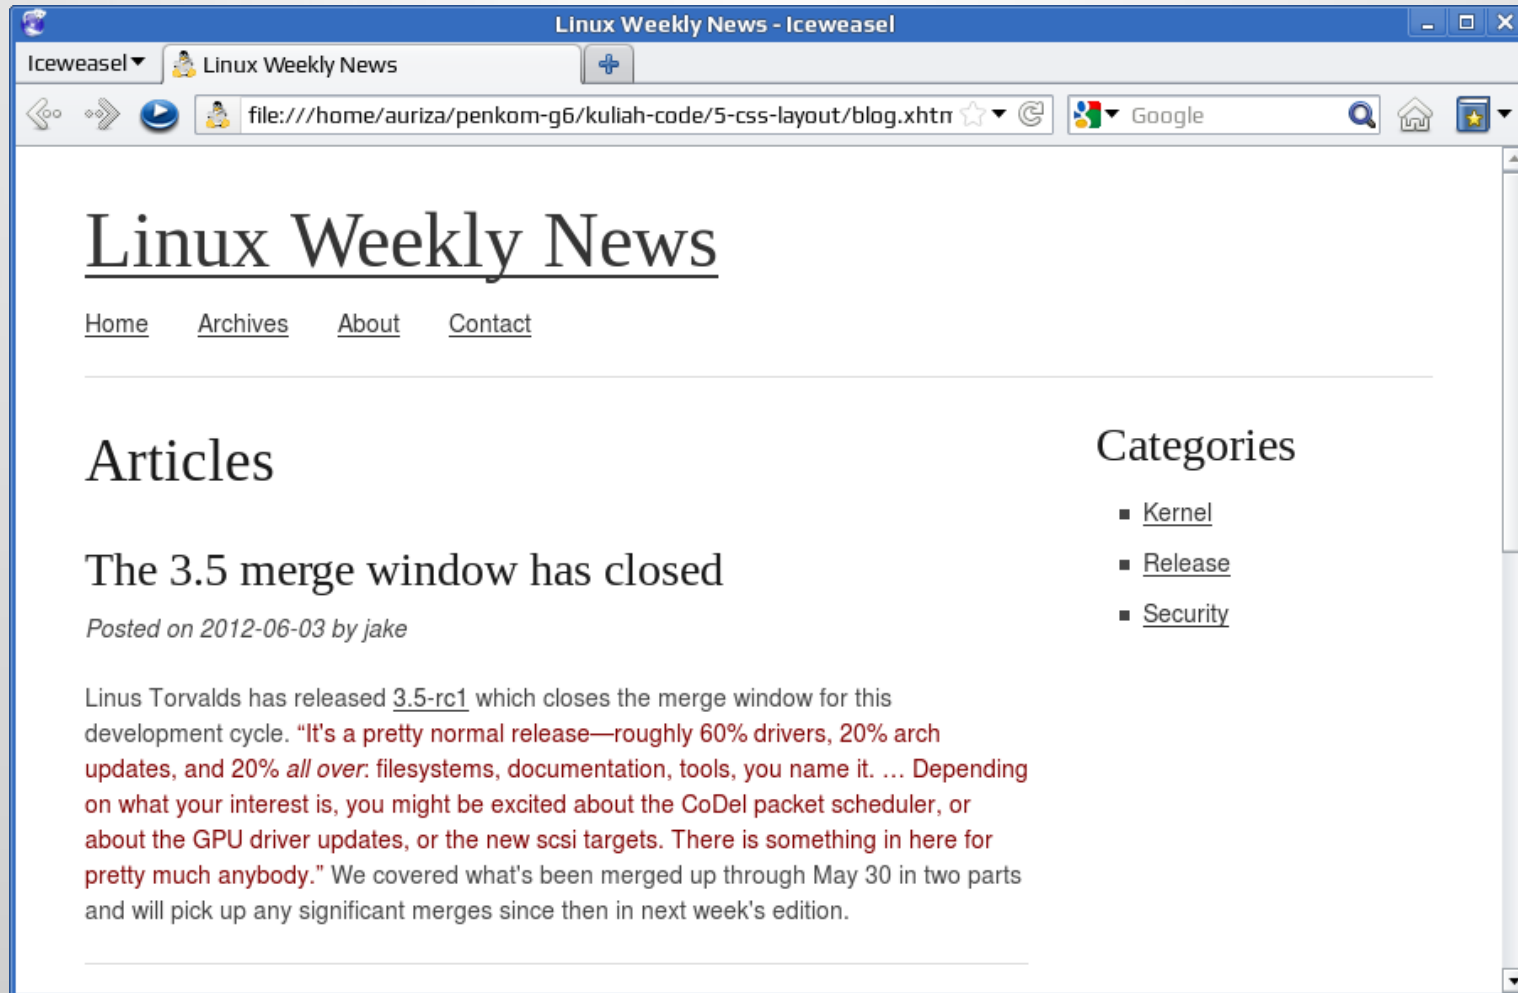 Linux Weekly News - Iceweasel
Iceweasel
Linux Weekly News
file:///home/auriza/penkom-g6/kuliah-code/5-css-layout/blog.xhtm
Google
Linux Weekly News
Home Archives About Contact
Articles
The 3.5 merge window has closed
Posted on 2012-06-03 by jake
Linus Torvalds has released 3.5-rc1 which closes the merge window for this
development cycle. “It's a pretty normal release—roughly 60% drivers, 20% arch
updates, and 20% all over: filesystems, documentation, tools, you name it. … Depending
on what your interest is, you might be excited about the CoDel packet scheduler, or
about the GPU driver updates, or the new scsi targets. There is something in here for
pretty much anybody.” We covered what's been merged up through May 30 in two parts
and will pick up any significant merges since then in next week's edition.
Categories
Kernel
Release
Security